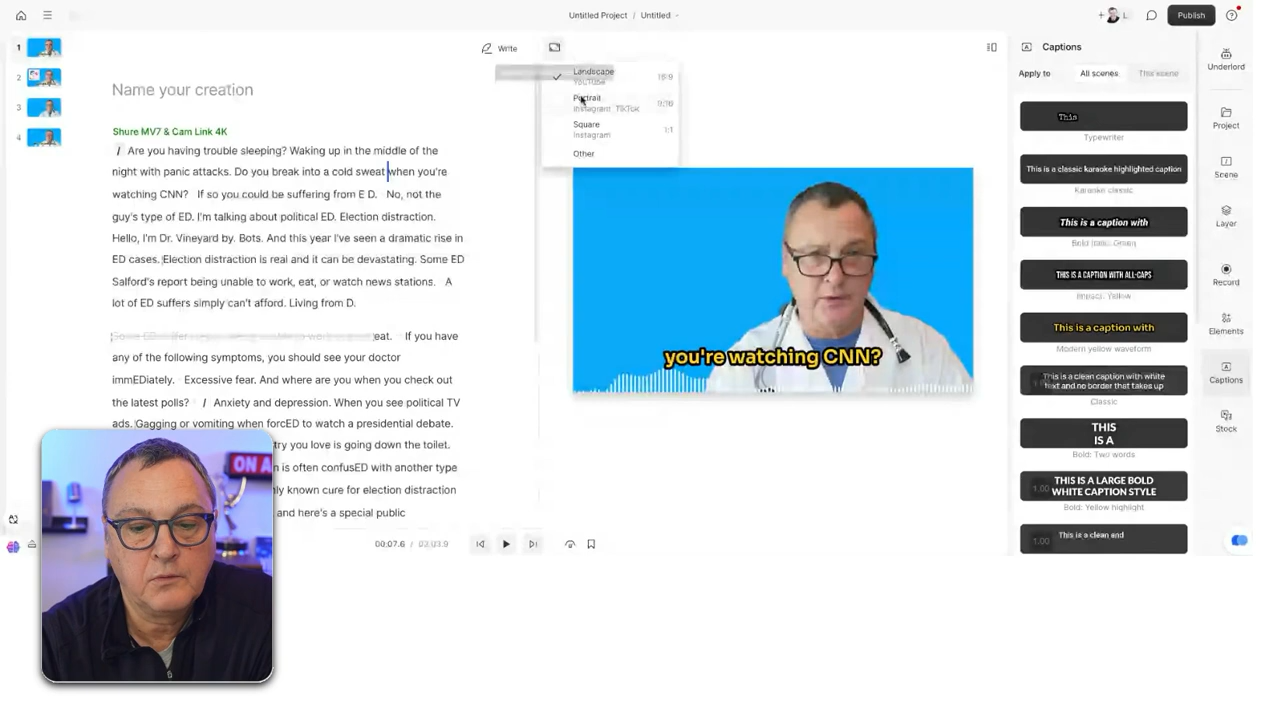 Untitled Project / Untitled
Publish
1
2
3
4
Write
Name your creation
Shure MV7 & Cam Link 4K
/ Are you having trouble sleeping? Waking up in the middle of the
night with panic attacks. Do you break into a cold sweat when you're
watching CNN? If so you could be suffering from E D. No, not the
guy's type of ED. I'm talking about political ED. Election distraction.
Hello, I'm Dr. Vineyard by. Bots. And this year I've seen a dramatic rise in
ED cases. Election distraction is real and it can be devastating. Some ED
Salford's report being unable to work, eat, or watch news stations. A
lot of ED suffers simply can't afford. Living from D.
eat. If you have
any of the following symptoms, you should see your doctor
immEDiately. Excessive fear. And where are you when you check out
the latest polls? / Anxiety and depression. When you see political TV
ads. Gagging or vomiting when forcED to watch a presidential debate.
try you love is going down the toilet.
n is often confusED with another type
nly known cure for election distraction
and here's a special public
Landscape
YouTube
16:9
Portrait
Instagram TikTok
9:16
Square
Instagram
1:1
Other
you're watching CNN?
ON A
00:07.6 /
Captions
Apply to
All scenes
This scene
This
Typewriter
This is a classic karaoke highlighted caption
Karaoke classic
This is a caption with
THIS IS A CAPTION WITH ALL-CAPS
Impact: Yellow
This is a caption with
Modern yellow waveform
This is a clean caption with white
text and no border that takes up
Classic
THIS
IS A
Bold: Two words
1.00
THIS IS A LARGE BOLD
WHITE CAPTION STYLE
Bold: Yellow highlight
1.00
This is a clean and
Underlord
Project
Scene
Layer
Record
Elements
Captions
Stock